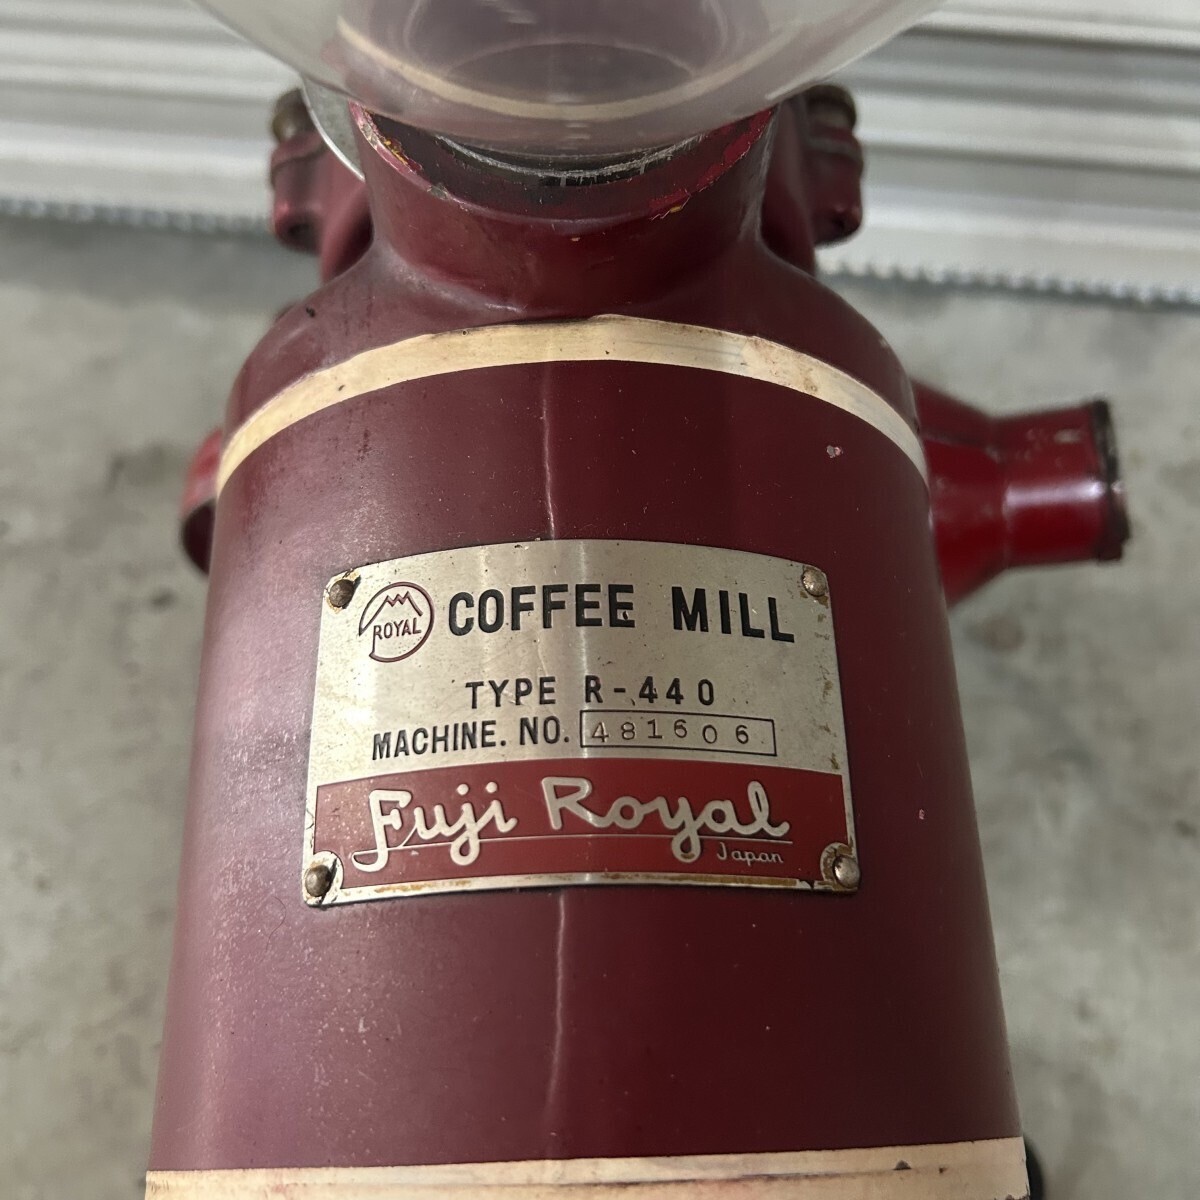 ROYAL COFFEE MILL
TYPE R-440
MACHINE. NO. 481606
Fuji Royal
Japan